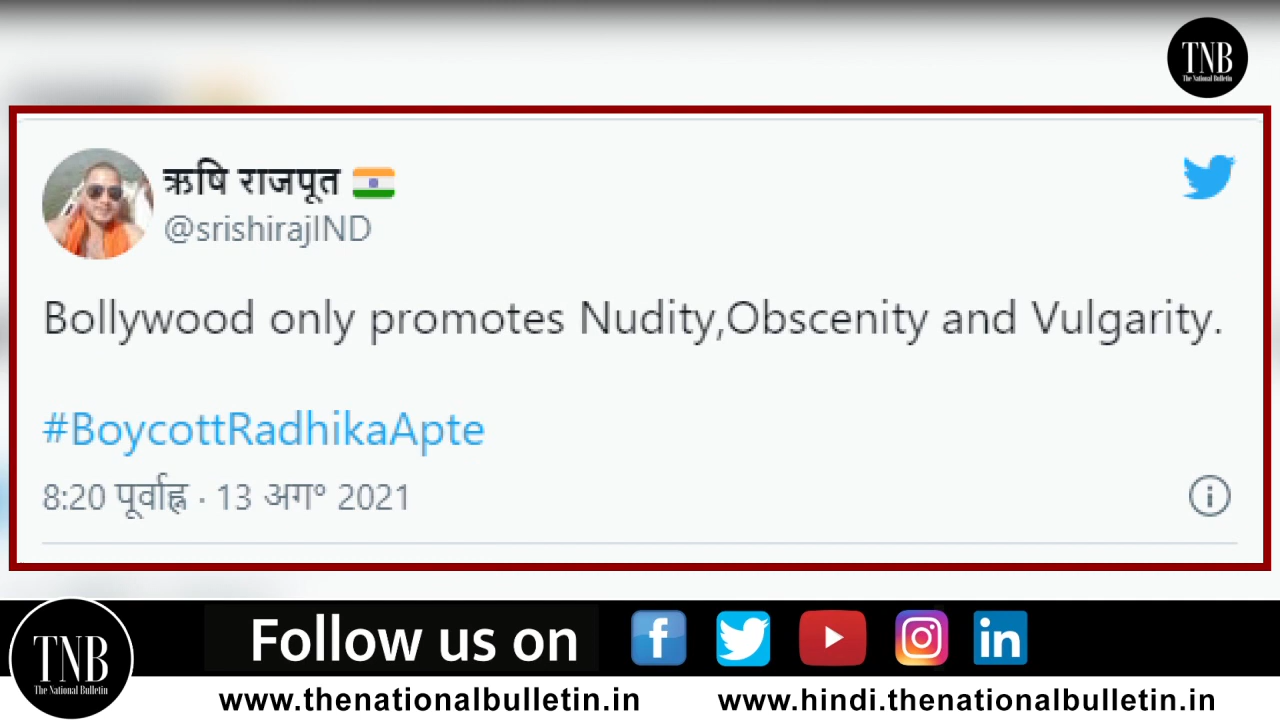 TNB
The National Bulletin
ऋषि राजपूत
@srishirajIND
Bollywood only promotes Nudity,Obscenity and Vulgarity.
#BoycottRadhikaApte
8:20 पूर्वाह्न · 13 अग॰ 2021
TNB
The National Bulletin
Follow us on
www.thenationalbulletin.in
www.hindi.thenationalbulletin.in